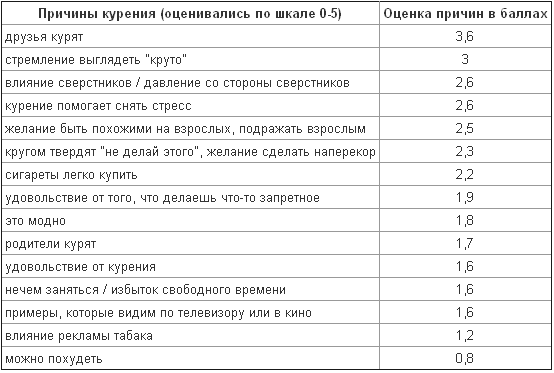 Причины курения (оценивались по шкале 0-5) Оценка причин в баллах
друзья курят 3,6
стремление выглядеть "круто" 3
влияние сверстников / давление со стороны сверстников 2,6
курение помогает снять стресс 2,6
желание быть похожими на взрослых, подражать взрослым 2,5
кругом твердят "не делай этого", желание сделать наперекор 2,3
сигареты легко купить 2,2
удовольствие от того, что делаешь что-то запретное 1,9
это модно 1,8
родители курят 1,7
удовольствие от курения 1,6
нечем заняться / избыток свободного времени 1,6
примеры, которые видим по телевизору или в кино 1,6
влияние рекламы табака 1,2
можно похудеть 0,8